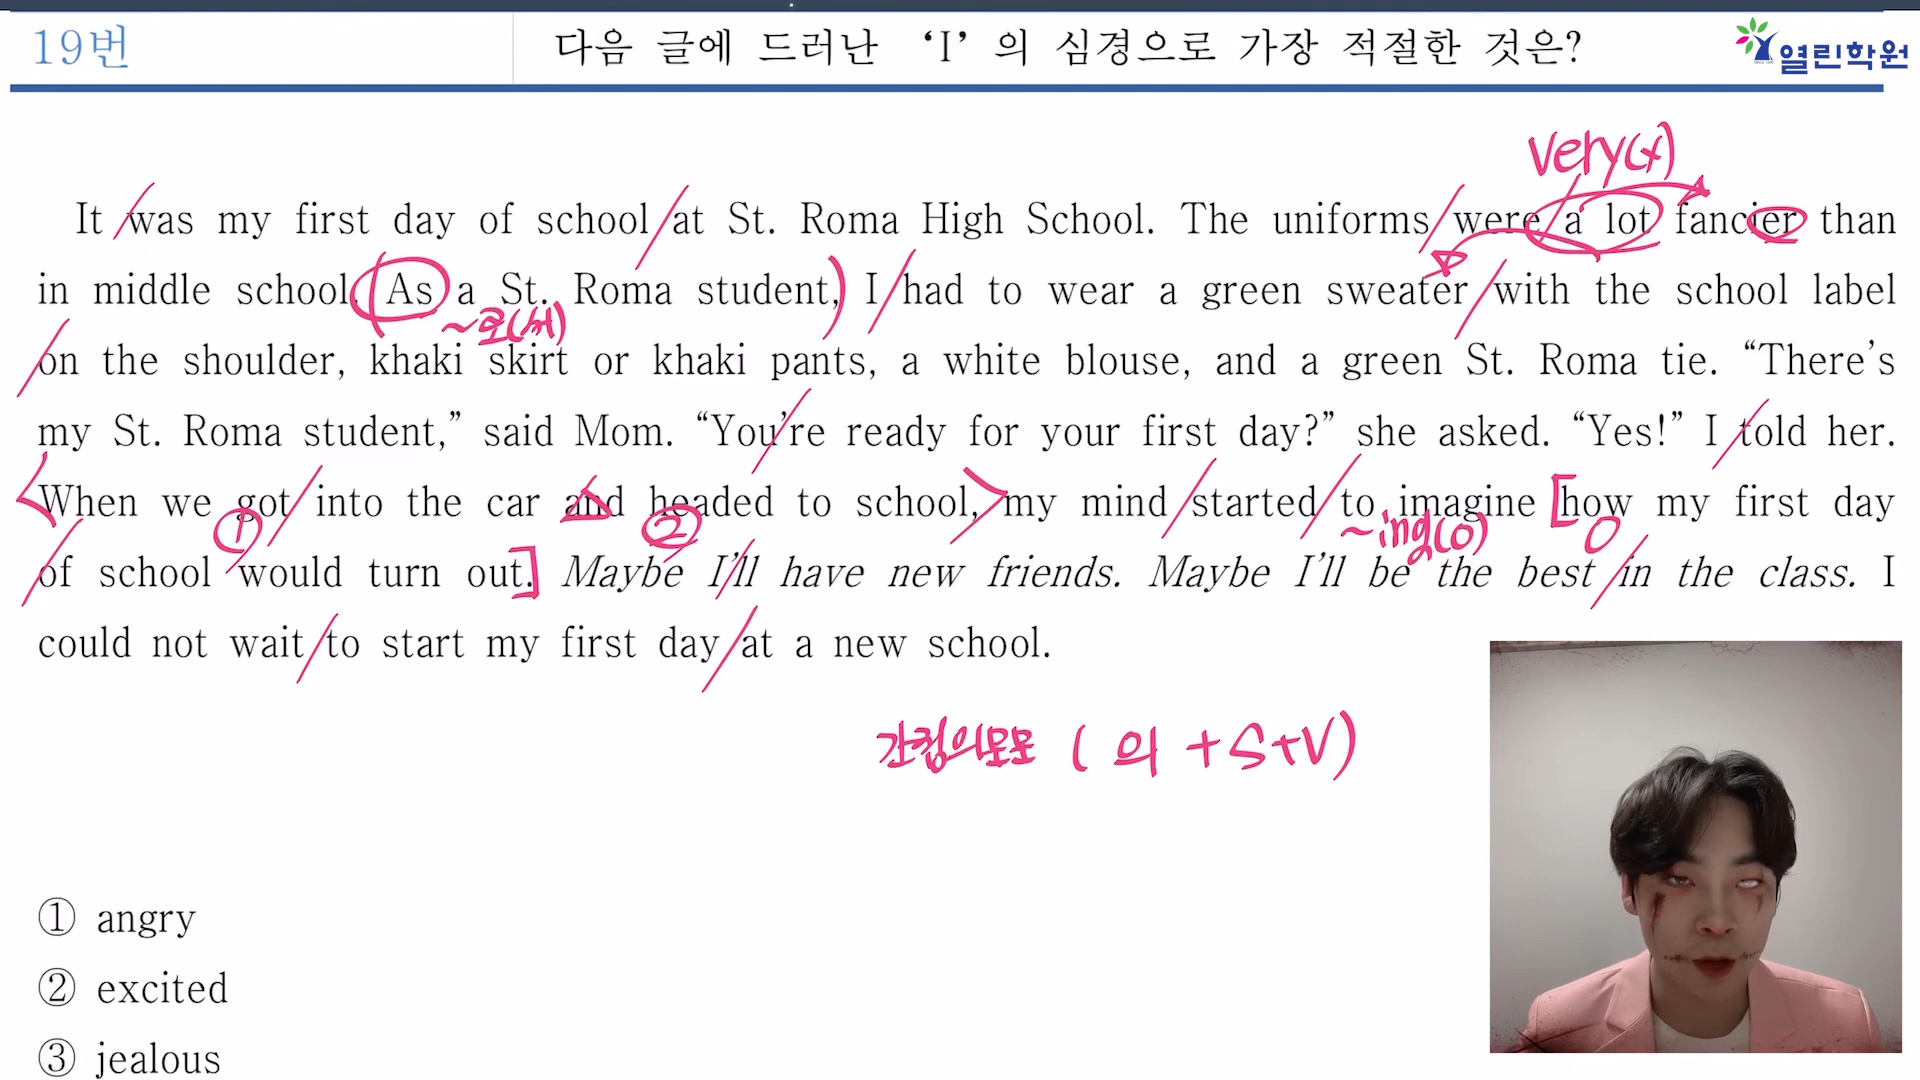 19번
다음 글에 드러난 ‘I’의 심경으로 가장 적절한 것은?
열린학원
very(x)
It was my first day of school at St. Roma High School. The uniforms were a lot fancier than
in middle school. As a St. Roma student, I had to wear a green sweater with the school label
~로(써)
on the shoulder, khaki skirt or khaki pants, a white blouse, and a green St. Roma tie. “There’s
my St. Roma student,” said Mom. “You’re ready for your first day?” she asked. “Yes!” I told her.
When we got into the car and headed to school, my mind started to imagine [how my first day
① ② ~ing(O) O
of school would turn out.] Maybe I’ll have new friends. Maybe I’ll be the best in the class. I
could not wait to start my first day at a new school.
간접의문문 ( 의 + S+V)
① angry
② excited
③ jealous